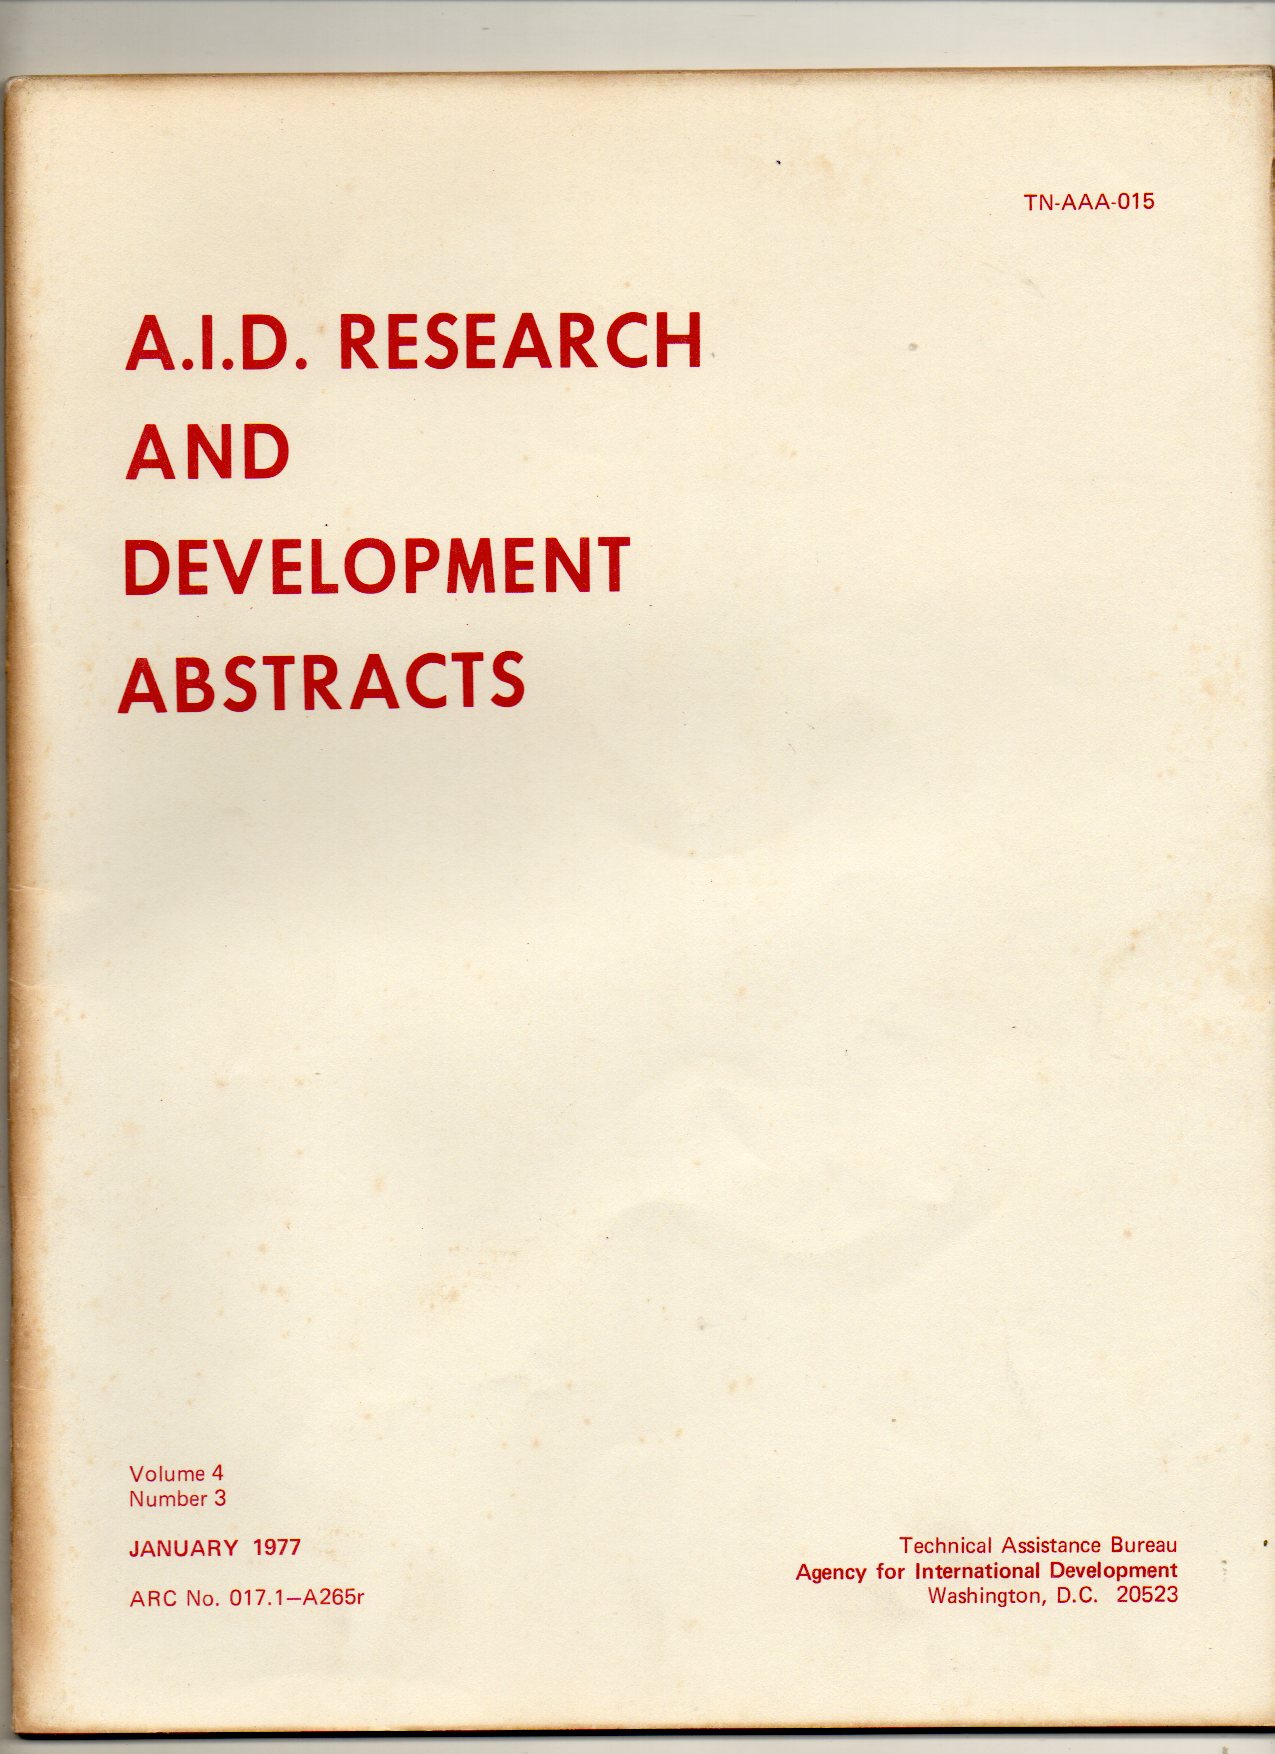 TN-AAA-015
A.I.D. RESEARCH
AND
DEVELOPMENT
ABSTRACTS
Volume 4
Number 3
JANUARY 1977
ARC No. 017.1–A265r
Technical Assistance Bureau
Agency for International Development
Washington, D.C. 20523